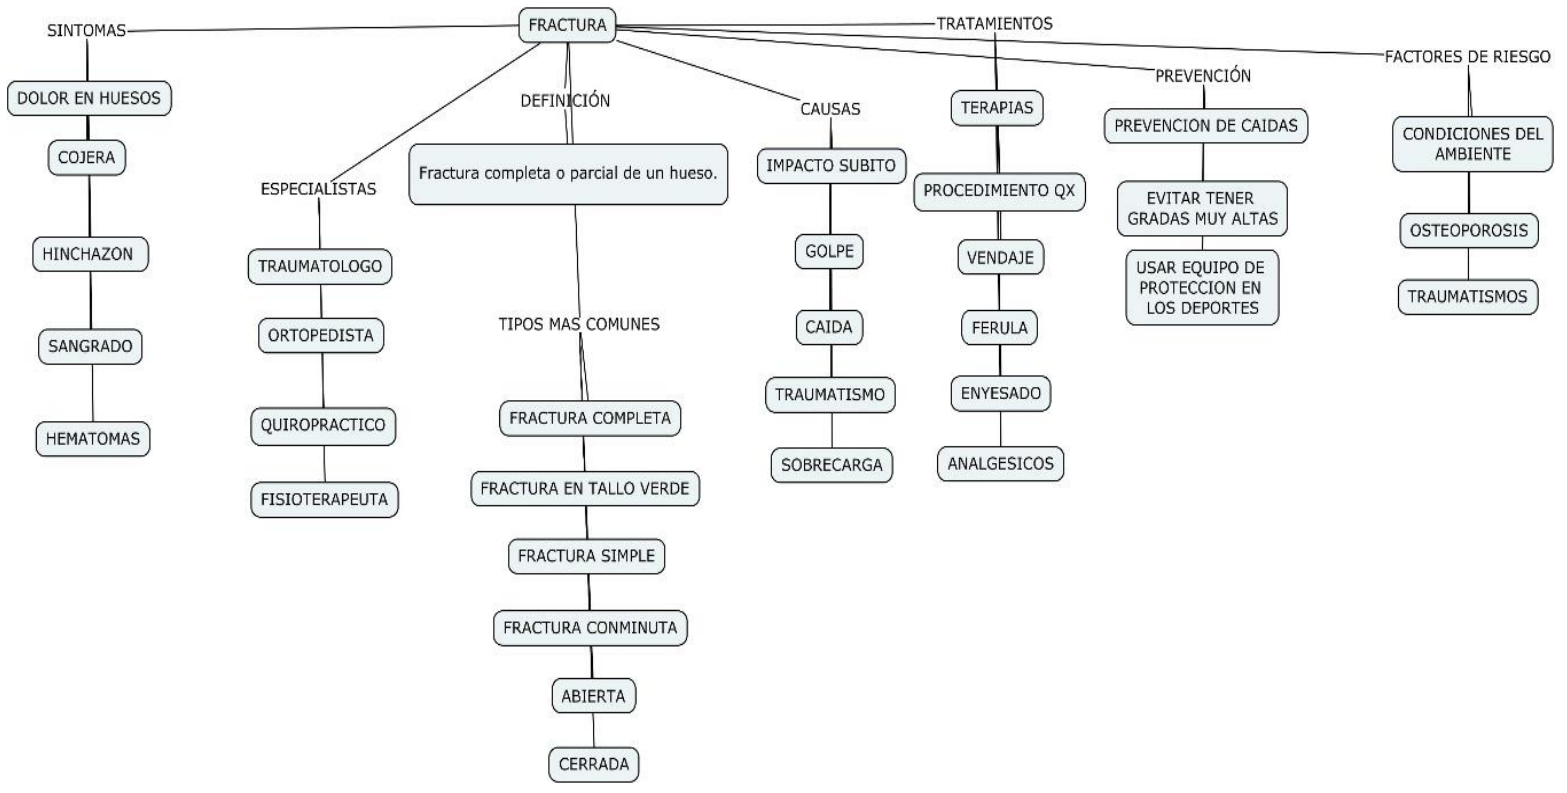 FRACTURA
SINTOMAS
DOLOR EN HUESOS
COJERA
HINCHAZON
SANGRADO
HEMATOMAS
ESPECIALISTAS
TRAUMATOLOGO
ORTOPEDISTA
QUIROPRACTICO
FISIOTERAPEUTA
DEFINICIÓN
Fractura completa o parcial de un hueso.
TIPOS MAS COMUNES
FRACTURA COMPLETA
FRACTURA EN TALLO VERDE
FRACTURA SIMPLE
FRACTURA CONMINUTA
ABIERTA
CERRADA
CAUSAS
IMPACTO SUBITO
GOLPE
CAIDA
TRAUMATISMO
SOBRECARGA
TRATAMIENTOS
TERAPIAS
PROCEDIMIENTO QX
VENDAJE
FERULA
ENYESADO
ANALGESICOS
PREVENCIÓN
PREVENCION DE CAIDAS
EVITAR TENER
GRADAS MUY ALTAS
USAR EQUIPO DE
PROTECCION EN
LOS DEPORTES
FACTORES DE RIESGO
CONDICIONES DEL
AMBIENTE
OSTEOPOROSIS
TRAUMATISMOS